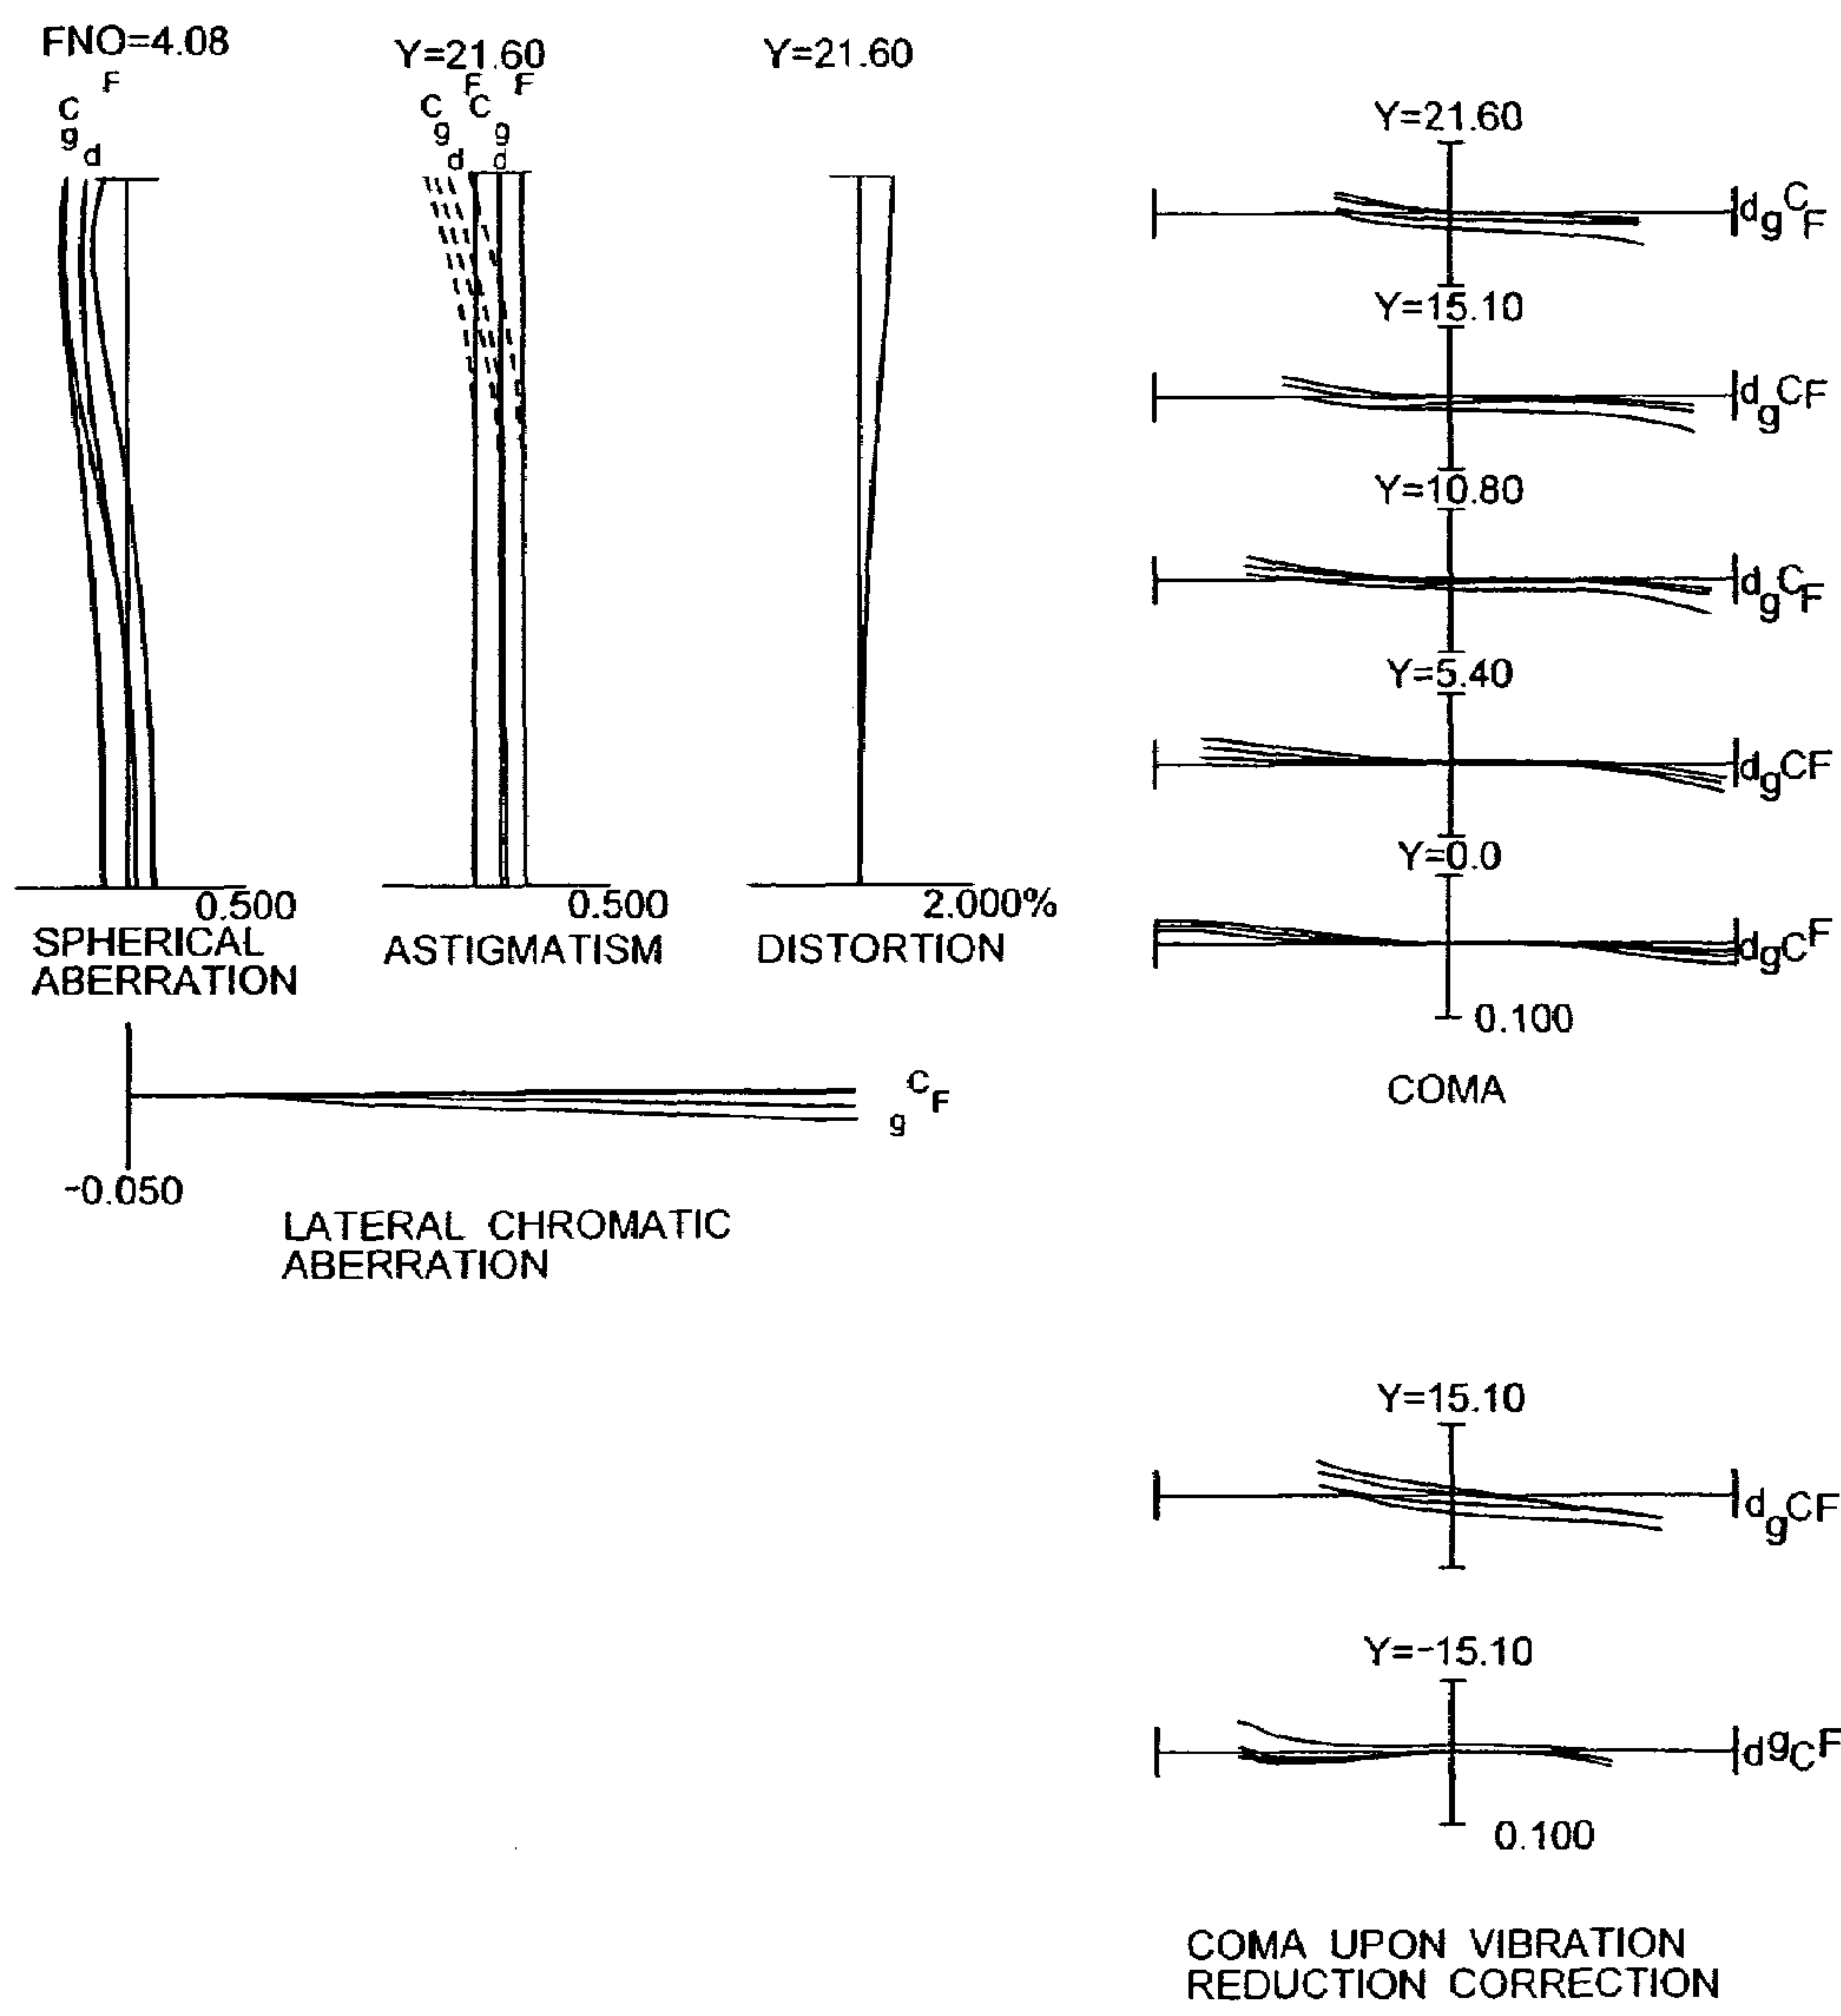 FNO=4.08
F
C
g
d
Y=21.60
F F
C C
g g
d d
Y=21.60
0.500
SPHERICAL
ABERRATION
0.500
ASTIGMATISM
2.000%
DISTORTION
C
F
g
-0.050
LATERAL CHROMATIC
ABERRATION
Y=21.60
dgCF
Y=15.10
dgCF
Y=10.80
dgCF
Y=5.40
dgCF
Y=0.0
dgCF
0.100
COMA
Y=15.10
dgCF
Y=-15.10
dgCF
0.100
COMA UPON VIBRATION
REDUCTION CORRECTION